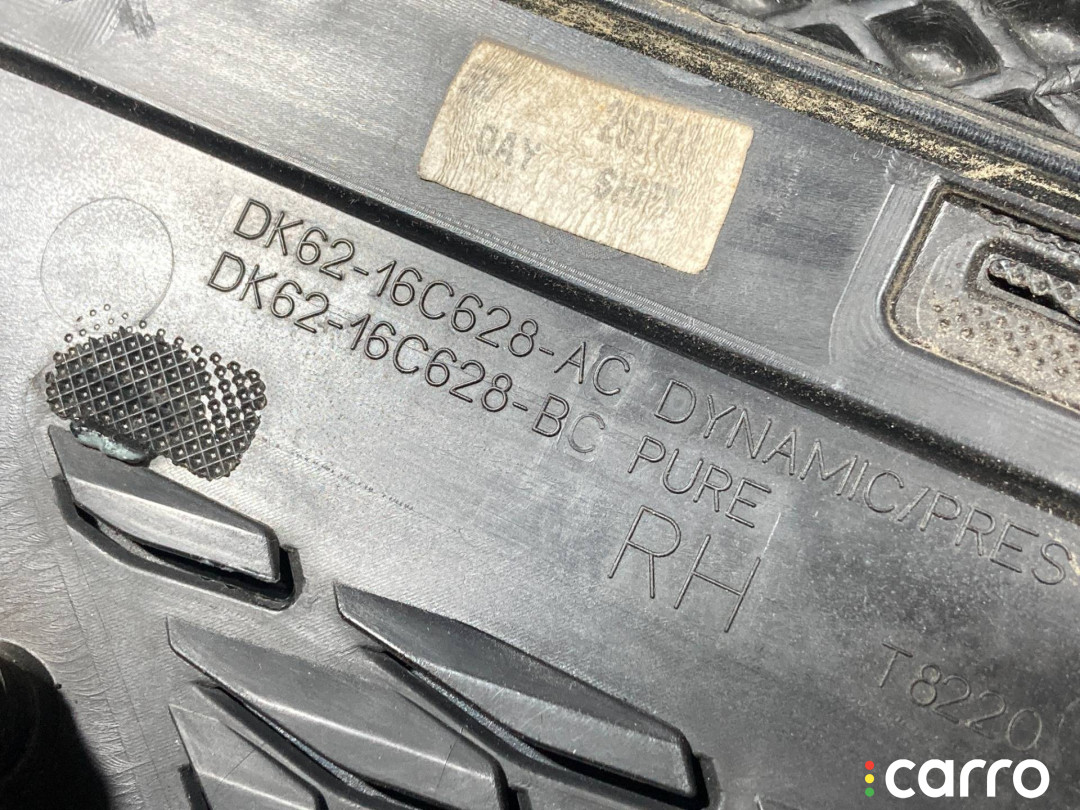 DAY
DK62-16C628-AC DYNAMIC/PRES
DK62-16C628-BC PURE
RH
T8220
carro